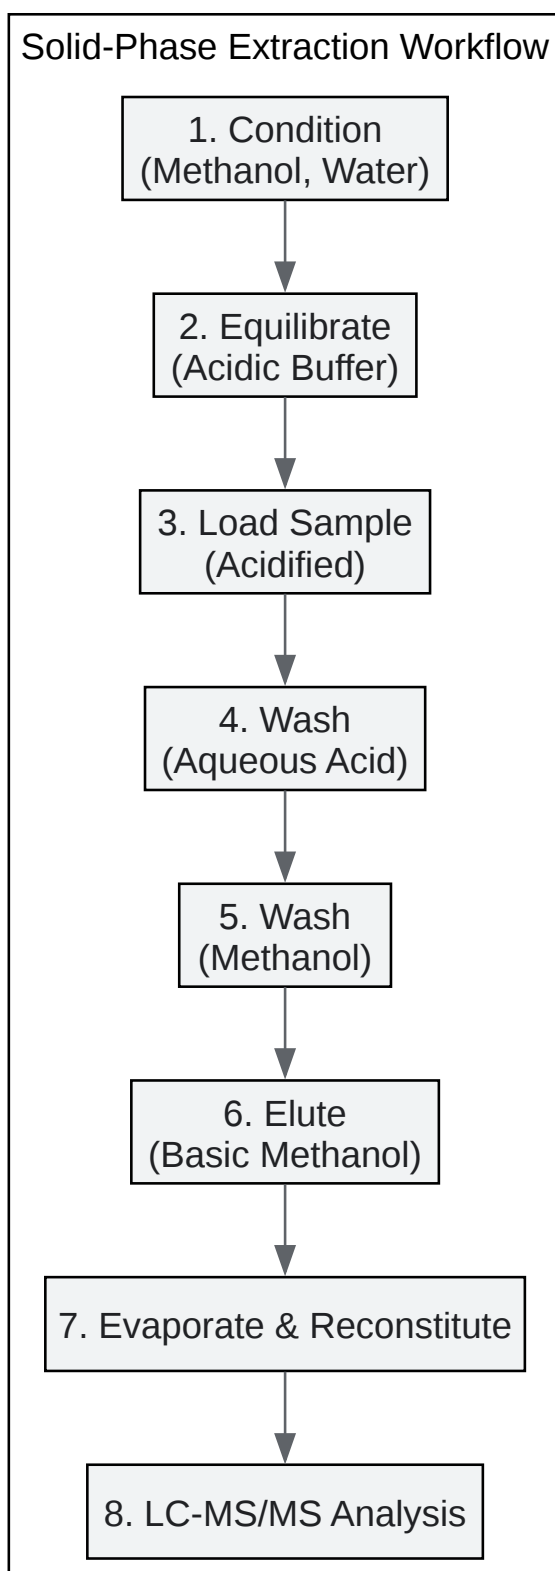 Solid-Phase Extraction Workflow
1. Condition
(Methanol, Water)
2. Equilibrate
(Acidic Buffer)
3. Load Sample
(Acidified)
4. Wash
(Aqueous Acid)
5. Wash
(Methanol)
6. Elute
(Basic Methanol)
7. Evaporate & Reconstitute
8. LC-MS/MS Analysis